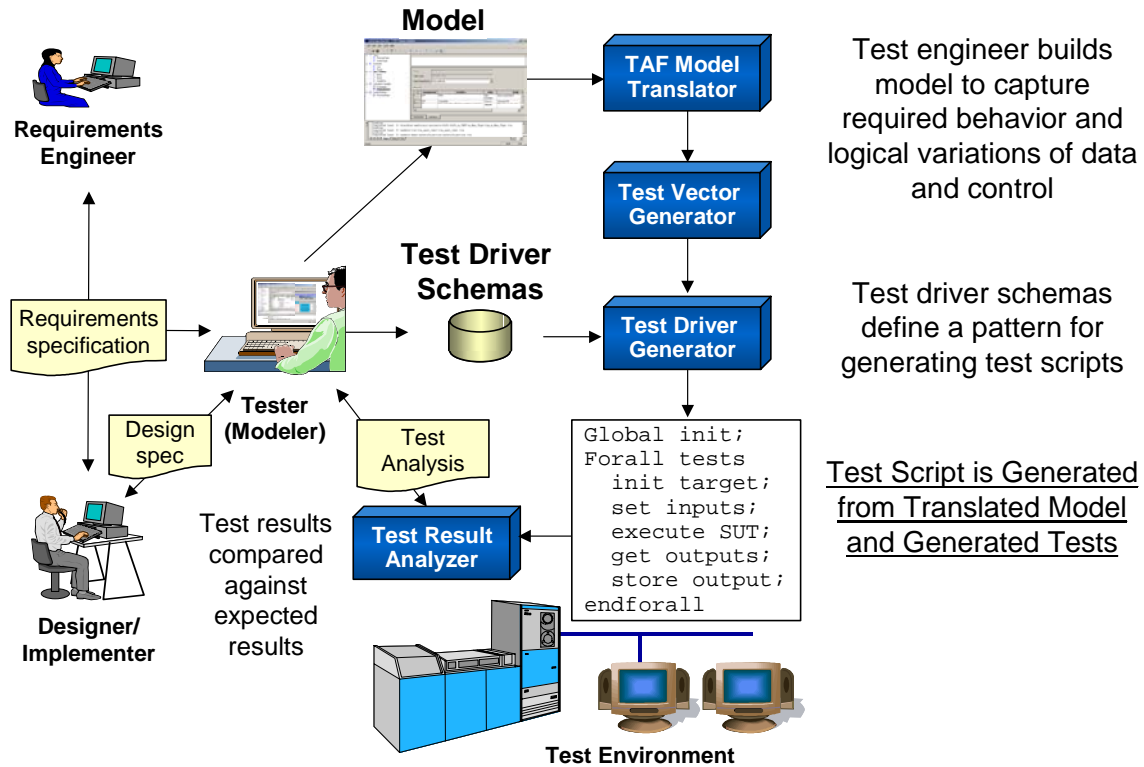 Model
Requirements
Engineer
TAF Model
Translator
Test engineer builds
model to capture
required behavior and
logical variations of data
and control
Test Vector
Generator
Requirements
specification
Test Driver
Schemas
Test Driver
Generator
Test driver schemas
define a pattern for
generating test scripts
Tester
(Modeler)
Design
spec
Test
Analysis
Global init;
Forall tests
init target;
set inputs;
execute SUT;
get outputs;
store output;
endforall
Test Script is Generated
from Translated Model
and Generated Tests
Test results
compared
against
expected
results
Test Result
Analyzer
Designer/
Implementer
Test Environment